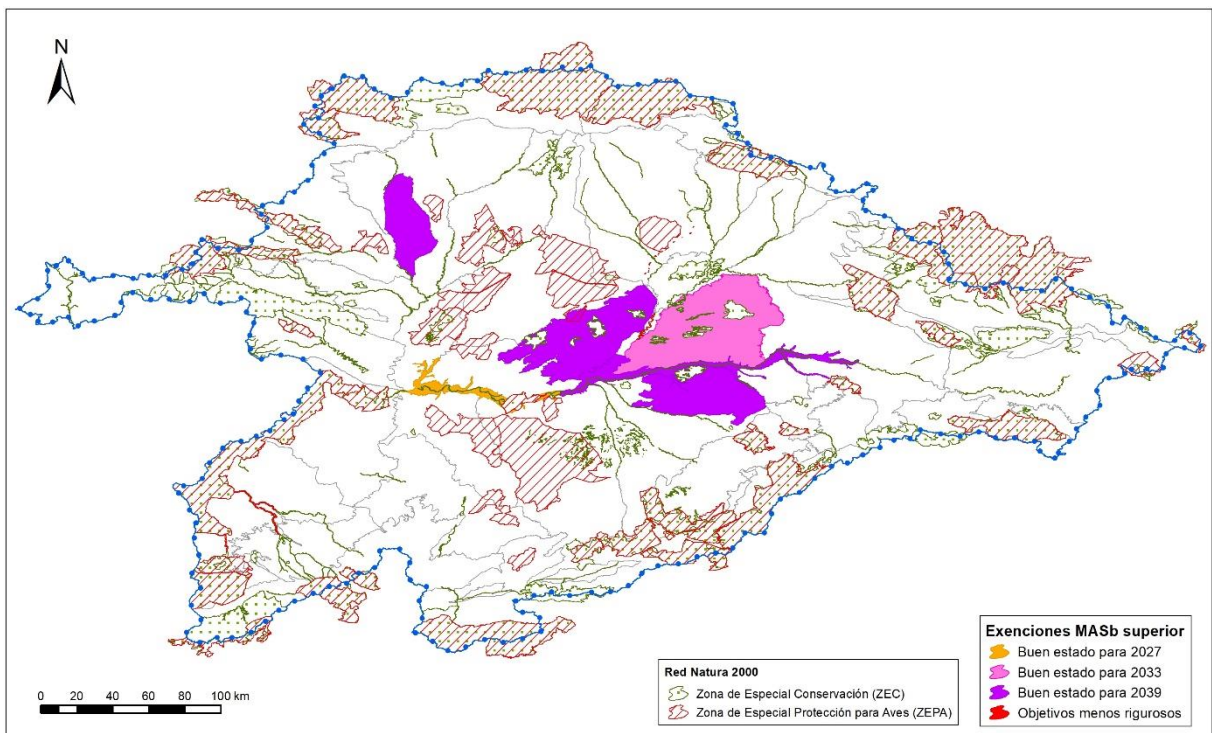 N
0 20 40 60 80 100 km
Red Natura 2000
Zona de Especial Conservación (ZEC)
Zona de Especial Protección para Aves (ZEPA)
Exenciones MASb superior
Buen estado para 2027
Buen estado para 2033
Buen estado para 2039
Objetivos menos rigurosos